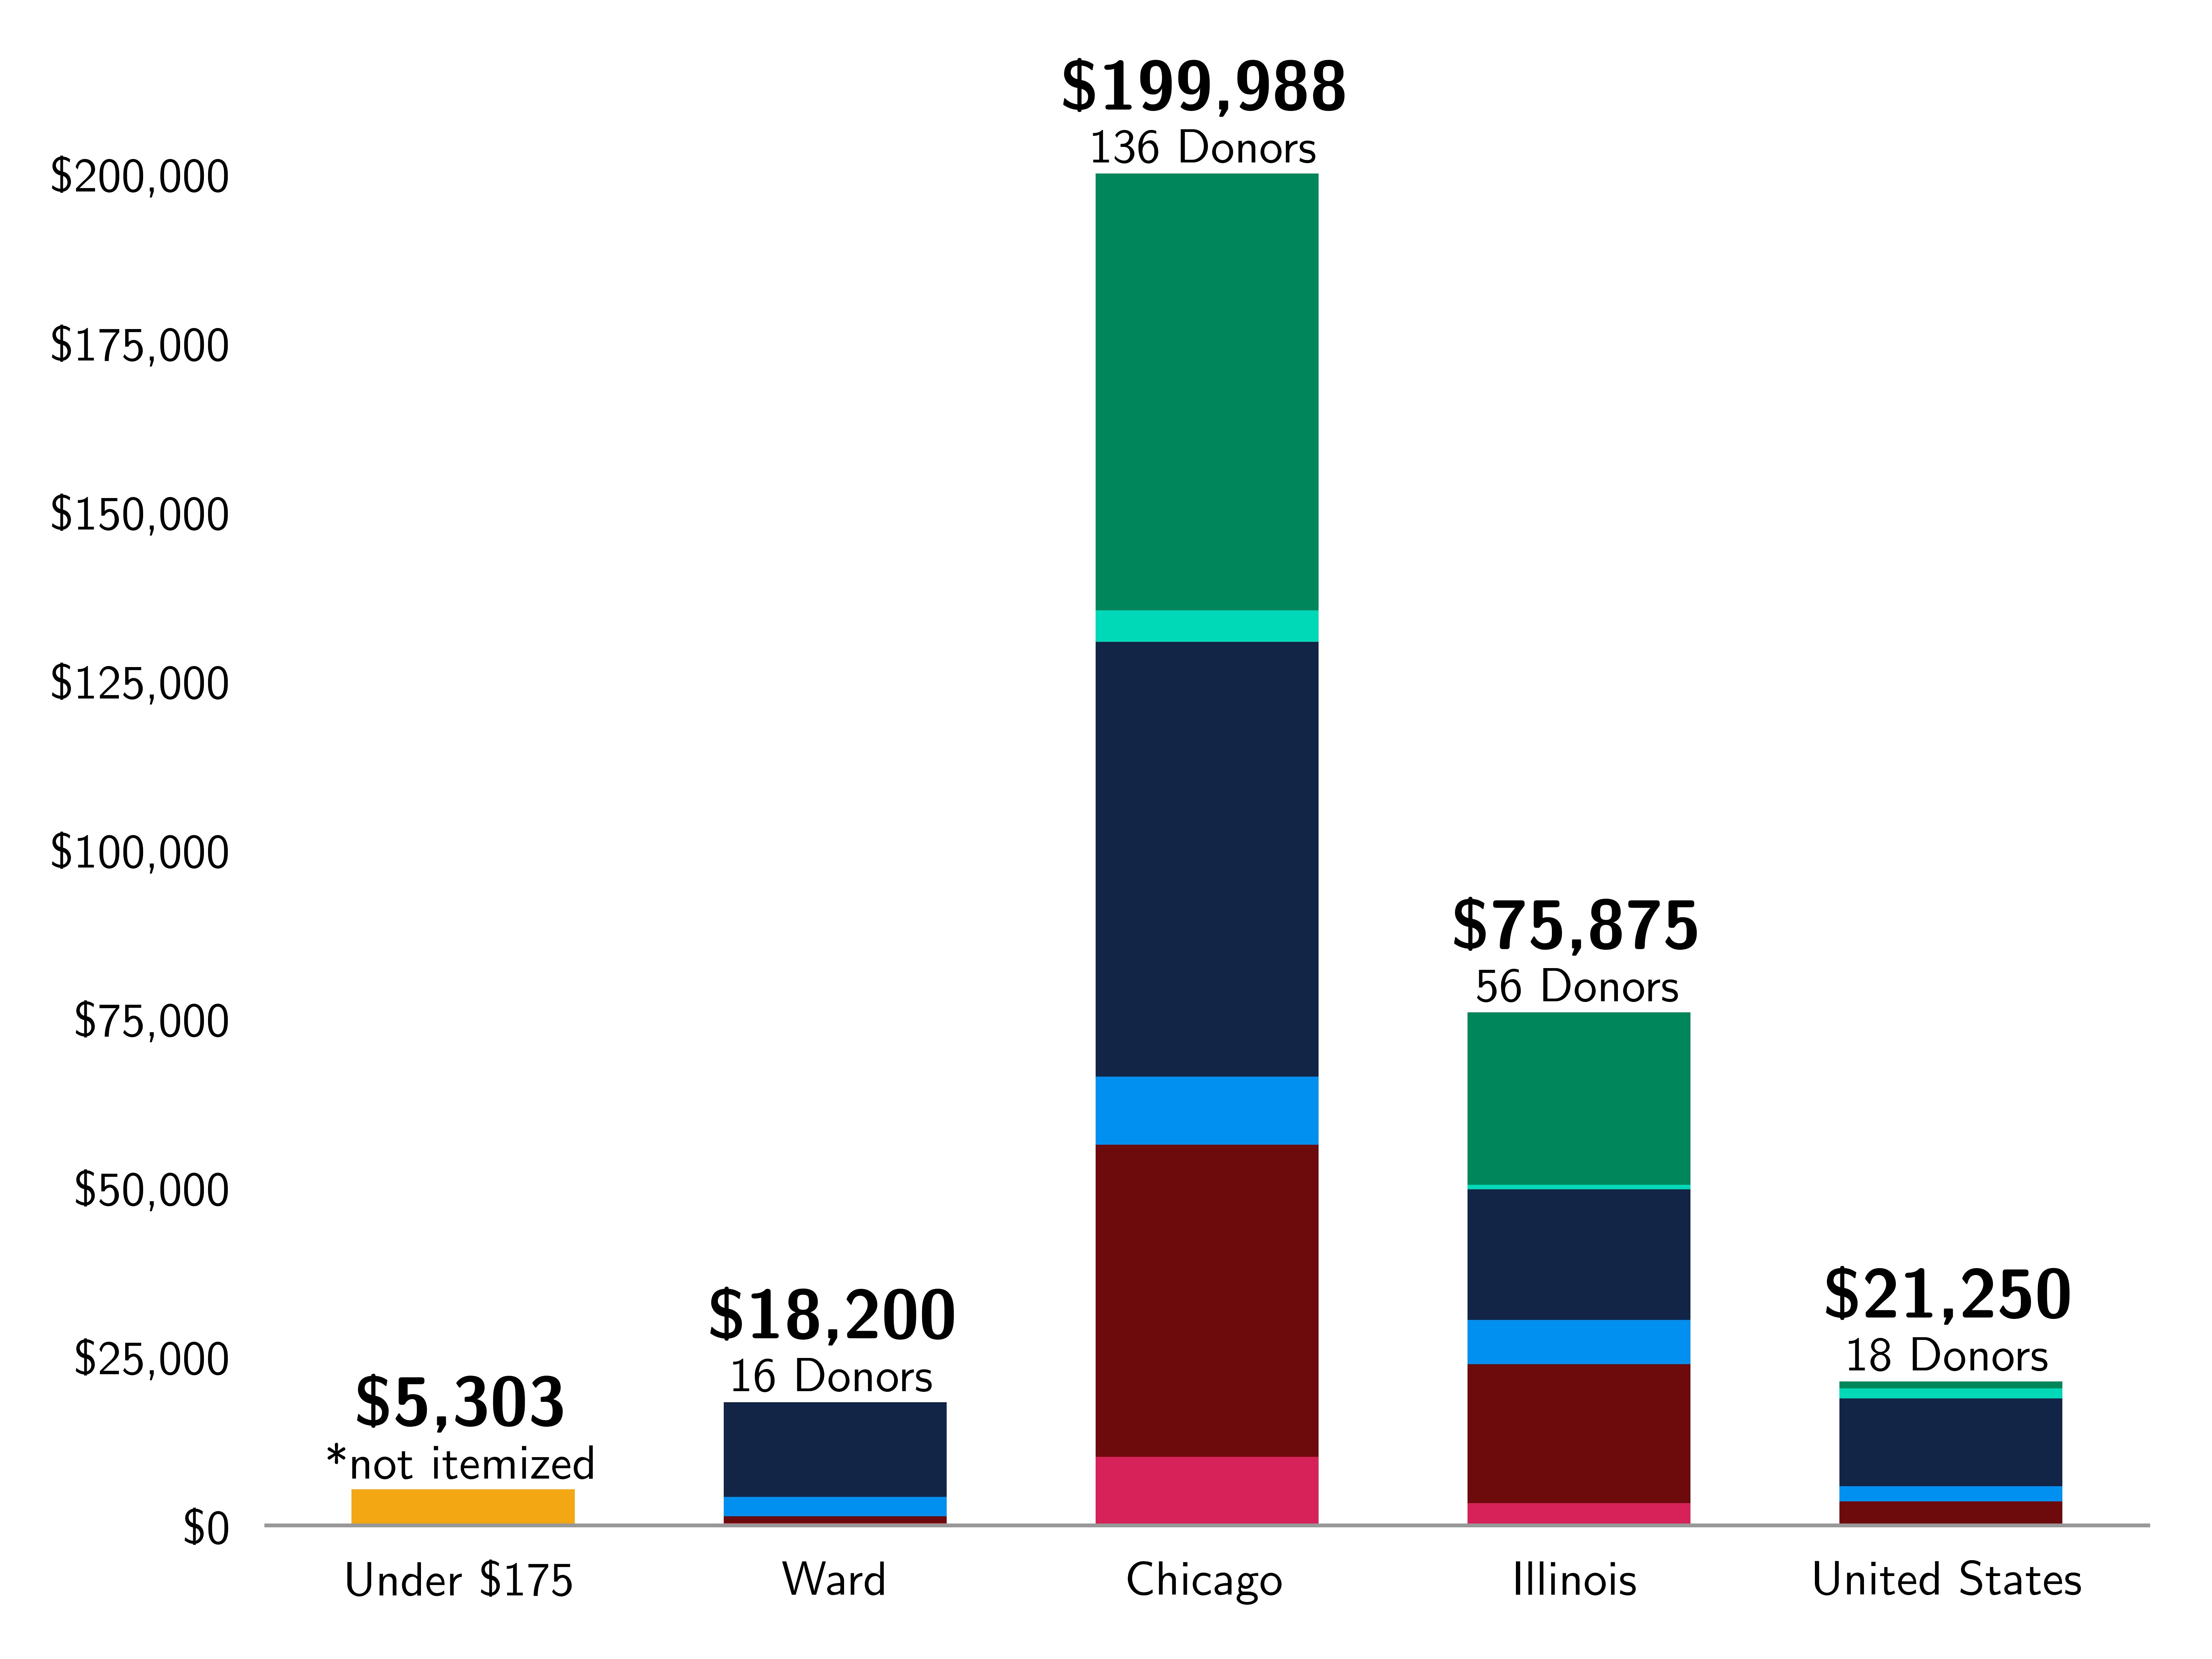 $199,988
136 Donors
$200,000
$175,000
$150,000
$125,000
$100,000
$75,875
56 Donors
$75,000
$50,000
$21,250
18 Donors
$18,200
16 Donors
$25,000
$5,303
*not itemized
$0
Under $175
Ward
Chicago
Illinois
United States